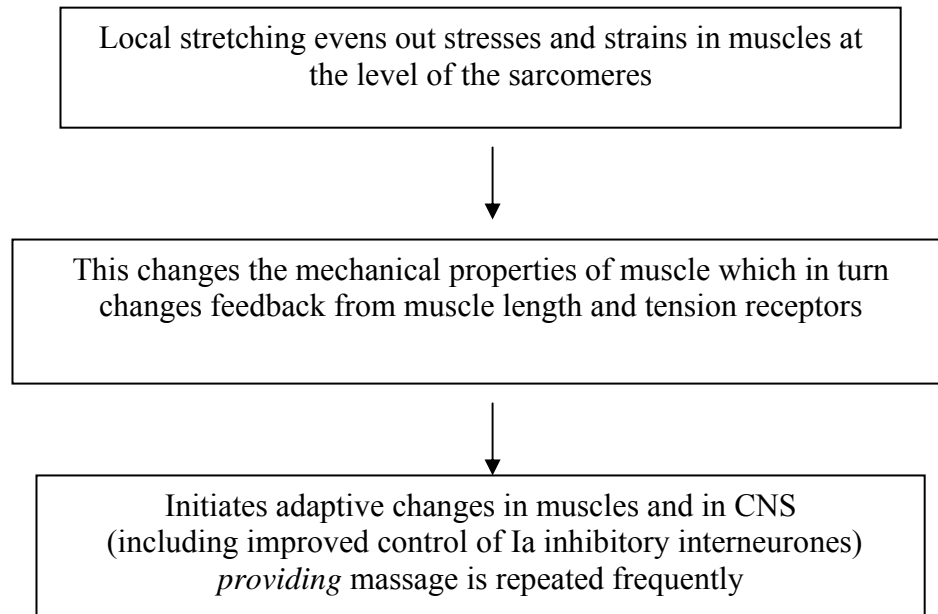 Local stretching evens out stresses and strains in muscles at
the level of the sarcomeres
This changes the mechanical properties of muscle which in turn
changes feedback from muscle length and tension receptors
Initiates adaptive changes in muscles and in CNS
(including improved control of Ia inhibitory interneurones)
providing massage is repeated frequently